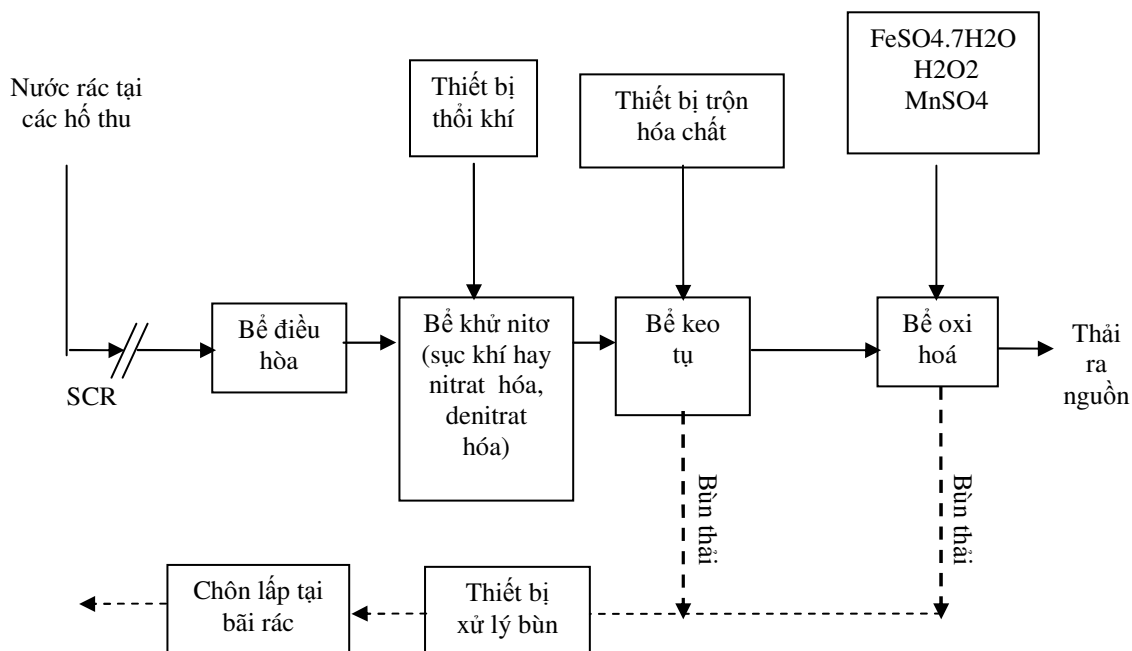 FeSO4.7H2O
H2O2
MnSO4
Nước rác tại
các hố thu
Thiết bị
thổi khí
Thiết bị trộn
hóa chất
Bể điều
hòa
Bể khử nitơ
(sục khí hay
nitrat hóa,
denitrat
hóa)
Bể keo
tụ
Bể oxi
hoá
Thải
ra
nguồn
SCR
Bùn thải
Bùn thải
Chôn lấp tại
bãi rác
Thiết bị
xử lý bùn